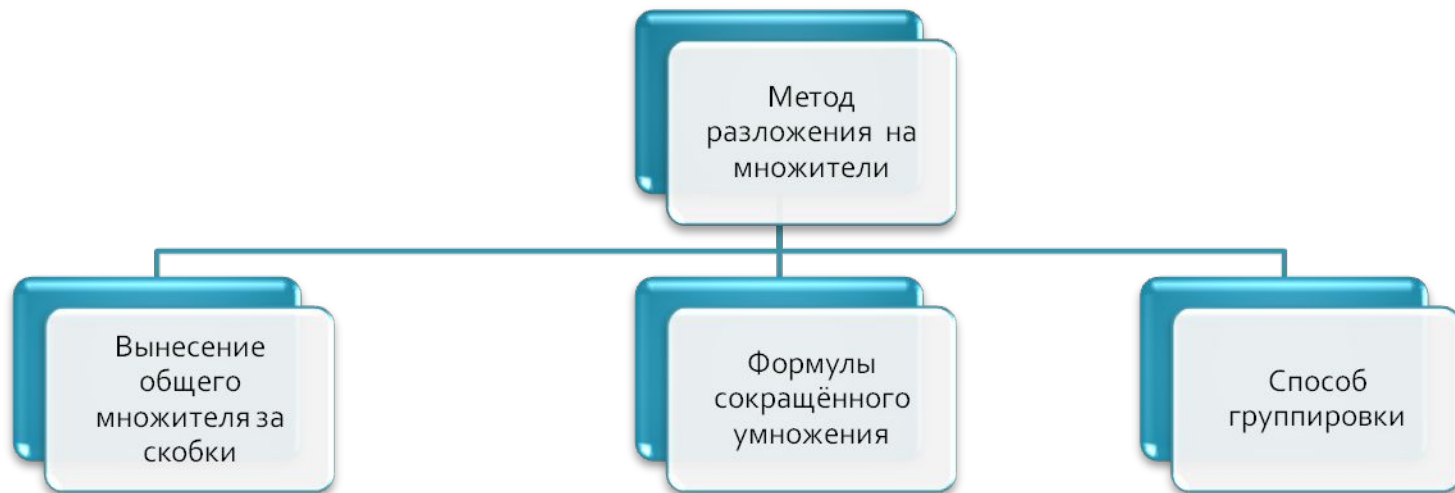 Метод
разложения на
множители
Вынесение
общего
множителя за
скобки
Формулы
сокращённого
умножения
Способ
группировки